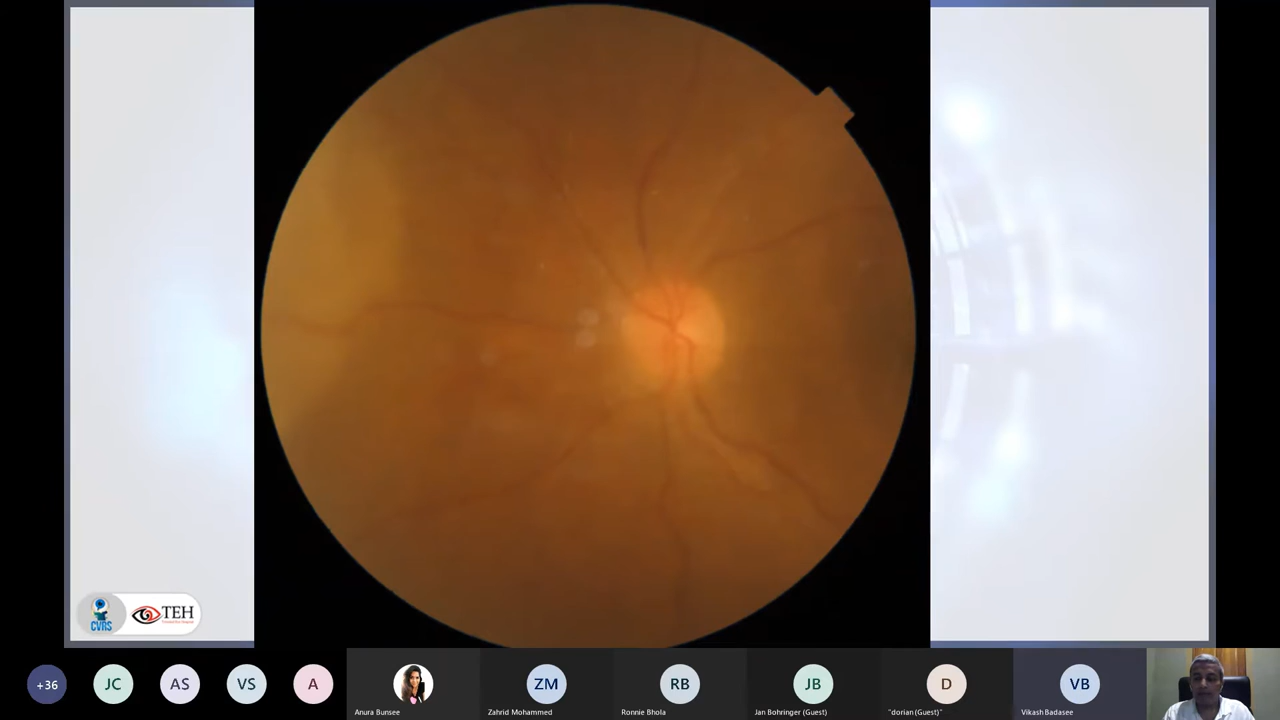 CVRS
TEH
+36
JC
AS
VS
A
ZM
RB
JB
D
VB
Anura Bunsee
Zahrid Mohammed
Ronnie Bhola
Jan Bohringer (Guest)
"dorian (Guest)"
Vikash Badasee